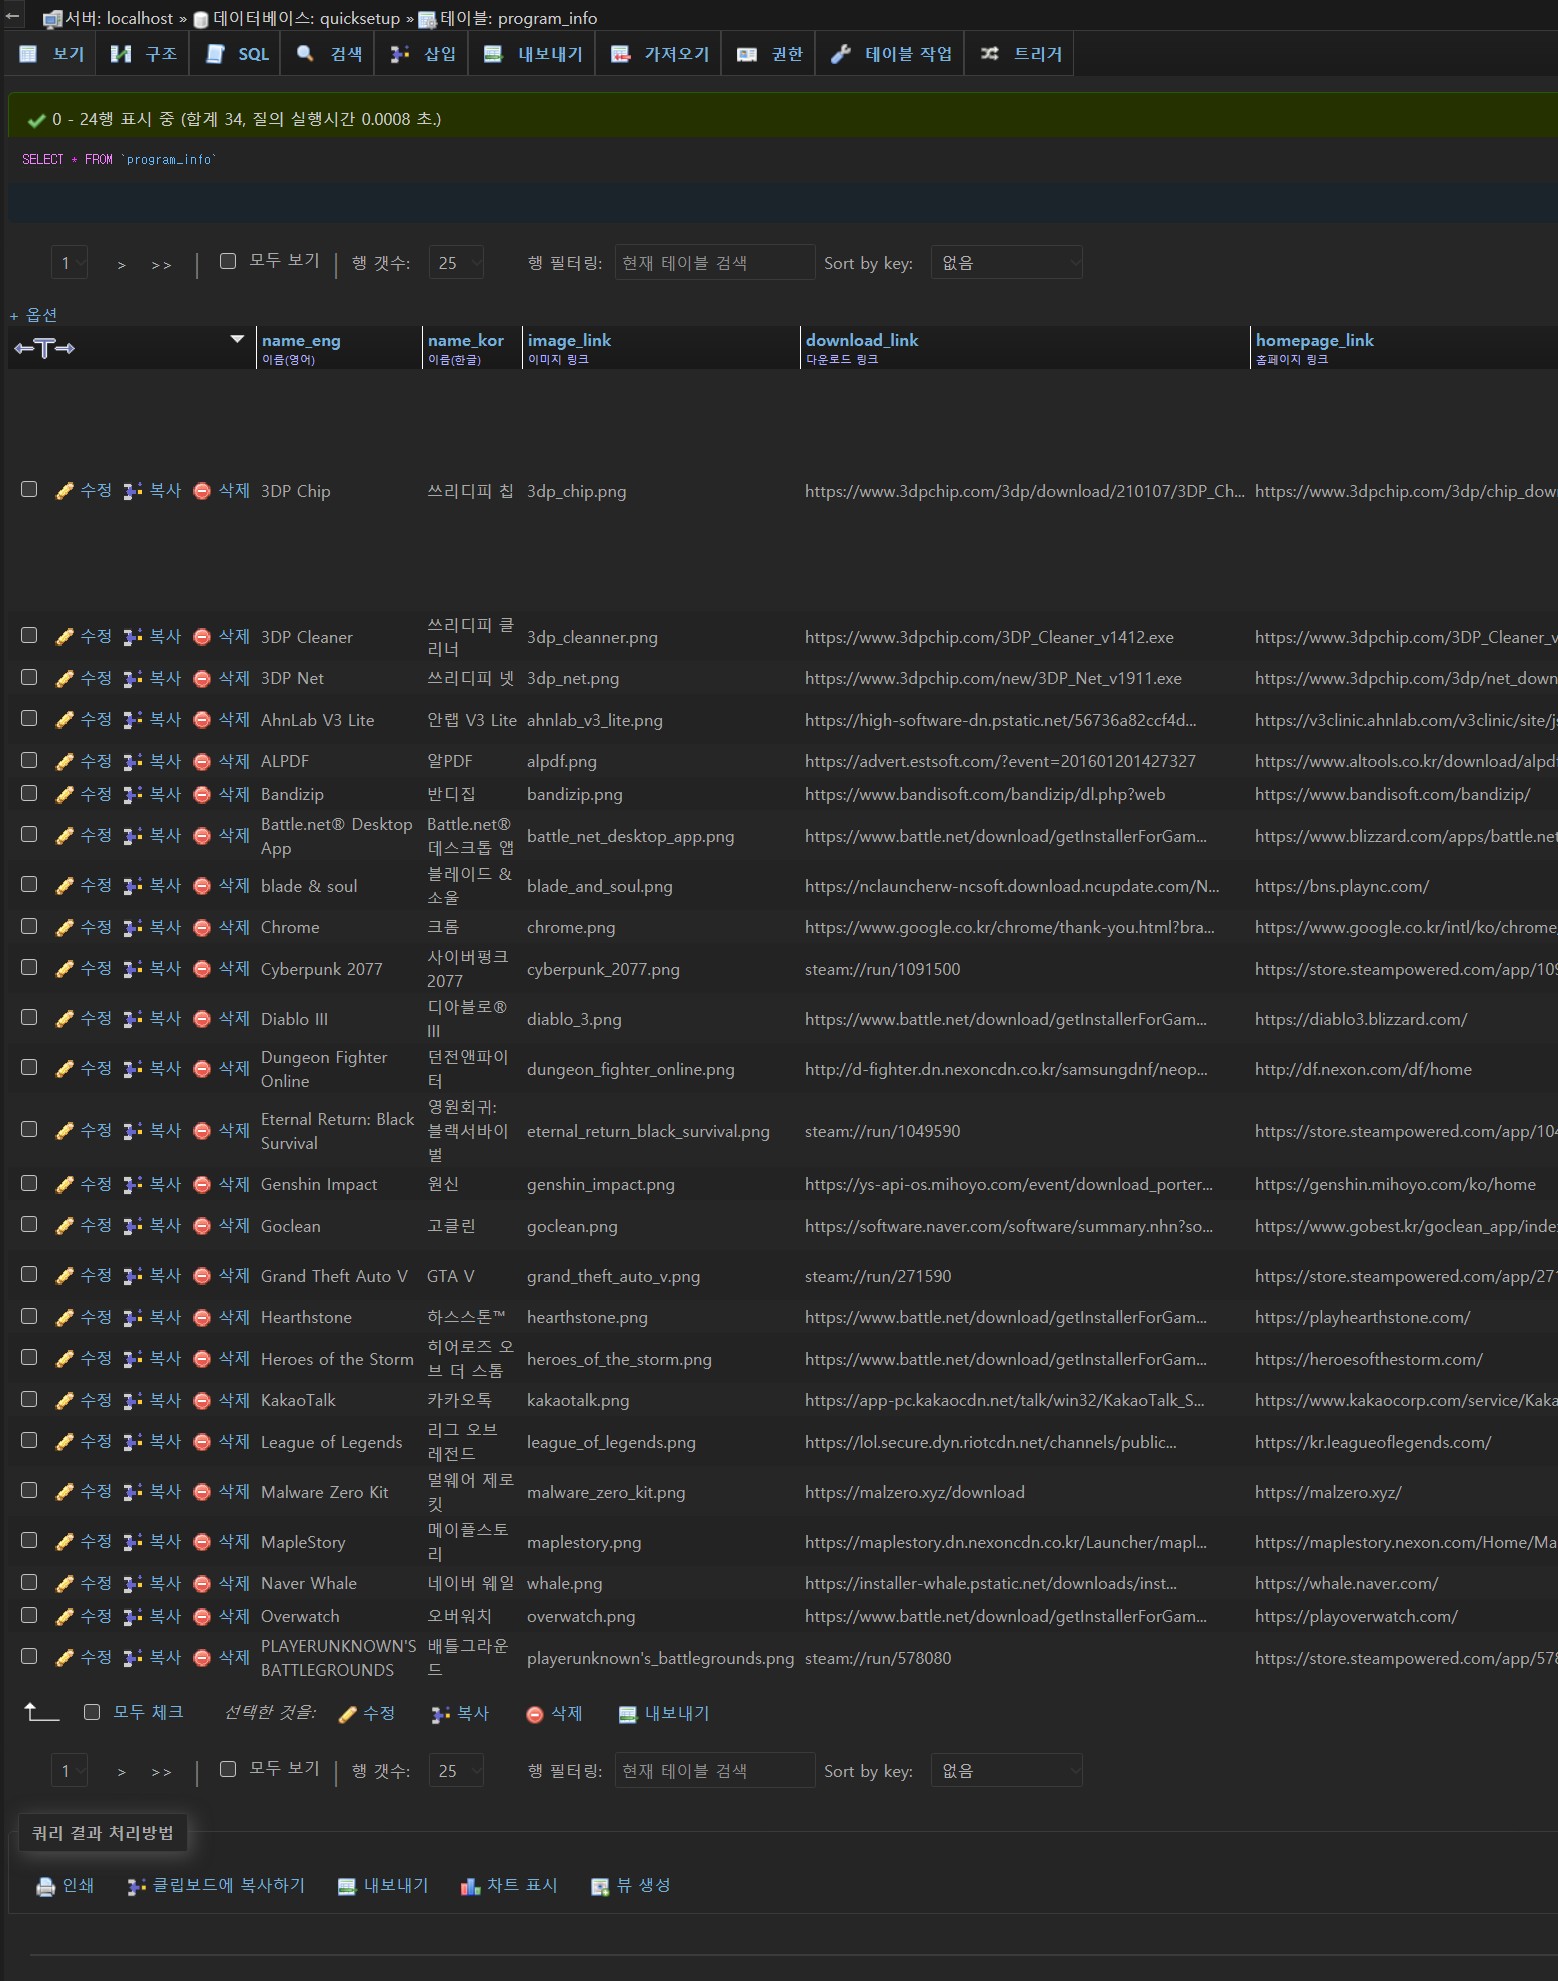 서버: localhost » 데이터베이스: quicksetup » 테이블: program_info
보기 구조 SQL 검색 삽입 내보내기 가져오기 권한 테이블 작업 트리거
0 - 24행 표시 중 (합계 34, 질의 실행시간 0.0008 초.)
SELECT * FROM `program_info`
1 > >> | 모두 보기 | 행 갯수: 25 행 필터링: 현재 테이블 검색 Sort by key: 없음
+ 옵션
←T→ name_eng name_kor image_link download_link homepage_link
이름(영어) 이름(한글) 이미지 링크 다운로드 링크 홈페이지 링크
수정 복사 삭제 3DP Chip 쓰리디피 칩 3dp_chip.png https://www.3dpchip.com/3dp/download/210107/3DP_Ch... https://www.3dpchip.com/3dp/chip_dow
수정 복사 삭제 3DP Cleaner 쓰리디피 클리너 3dp_cleanner.png https://www.3dpchip.com/3DP_Cleaner_v1412.exe https://www.3dpchip.com/3DP_Cleaner_v
수정 복사 삭제 3DP Net 쓰리디피 넷 3dp_net.png https://www.3dpchip.com/new/3DP_Net_v1911.exe https://www.3dpchip.com/3dp/net_down
수정 복사 삭제 AhnLab V3 Lite 안랩 V3 Lite ahnlab_v3_lite.png https://high-software-dn.pstatic.net/56736a82ccf4d... https://v3clinic.ahnlab.com/v3clinic/site/js
수정 복사 삭제 ALPDF 알PDF alpdf.png https://advert.estsoft.com/?event=201601201427327 https://www.altools.co.kr/download/alpdf
수정 복사 삭제 Bandizip 반디집 bandizip.png https://www.bandisoft.com/bandizip/dl.php?web https://www.bandisoft.com/bandizip/
수정 복사 삭제 Battle.net® Desktop App Battle.net® 데스크톱 앱 battle_net_desktop_app.png https://www.battle.net/download/getInstallerForGam... https://www.blizzard.com/apps/battle.net
수정 복사 삭제 blade & soul 블레이드 & 소울 blade_and_soul.png https://nclauncherw-ncsoft.download.ncupdate.com/N... https://bns.plaync.com/
수정 복사 삭제 Chrome 크롬 chrome.png https://www.google.co.kr/chrome/thank-you.html?bra... https://www.google.co.kr/intl/ko/chrome
수정 복사 삭제 Cyberpunk 2077 사이버펑크 2077 cyberpunk_2077.png steam://run/1091500 https://store.steampowered.com/app/109
수정 복사 삭제 Diablo III 디아블로® III diablo_3.png https://www.battle.net/download/getInstallerForGam... https://diablo3.blizzard.com/
수정 복사 삭제 Dungeon Fighter Online 던전앤파이터 dungeon_fighter_online.png http://d-fighter.dn.nexoncdn.co.kr/samsungdnf/neop... http://df.nexon.com/df/home
수정 복사 삭제 Eternal Return: Black Survival 영원회귀: 블랙서바이벌 eternal_return_black_survival.png steam://run/1049590 https://store.steampowered.com/app/104
수정 복사 삭제 Genshin Impact 원신 genshin_impact.png https://ys-api-os.mihoyo.com/event/download_porter... https://genshin.mihoyo.com/ko/home
수정 복사 삭제 Goclean 고클린 goclean.png https://software.naver.com/software/summary.nhn?so... https://www.gobest.kr/goclean_app/inde
수정 복사 삭제 Grand Theft Auto V GTA V grand_theft_auto_v.png steam://run/271590 https://store.steampowered.com/app/271
수정 복사 삭제 Hearthstone 하스스톤™ hearthstone.png https://www.battle.net/download/getInstallerForGam... https://playhearthstone.com/
수정 복사 삭제 Heroes of the Storm 히어로즈 오브 더 스톰 heroes_of_the_storm.png https://www.battle.net/download/getInstallerForGam... https://heroesofthestorm.com/
수정 복사 삭제 KakaoTalk 카카오톡 kakaotalk.png https://app-pc.kakaocdn.net/talk/win32/KakaoTalk_S... https://www.kakaocorp.com/service/Kaka
수정 복사 삭제 League of Legends 리그 오브 레전드 league_of_legends.png https://lol.secure.dyn.riotcdn.net/channels/public... https://kr.leagueoflegends.com/
수정 복사 삭제 Malware Zero Kit 멀웨어 제로 킷 malware_zero_kit.png https://malzero.xyz/download https://malzero.xyz/
수정 복사 삭제 MapleStory 메이플스토리 maplestory.png https://maplestory.dn.nexoncdn.co.kr/Launcher/mapl... https://maplestory.nexon.com/Home/Ma
수정 복사 삭제 Naver Whale 네이버 웨일 whale.png https://installer-whale.pstatic.net/downloads/inst... https://whale.naver.com/
수정 복사 삭제 Overwatch 오버워치 overwatch.png https://www.battle.net/download/getInstallerForGam... https://playoverwatch.com/
수정 복사 삭제 PLAYERUNKNOWN'S BATTLEGROUNDS 배틀그라운드 playerunknown's_battlegrounds.png steam://run/578080 https://store.steampowered.com/app/578
모두 체크 선택한 것을: 수정 복사 삭제 내보내기
1 > >> | 모두 보기 | 행 갯수: 25 행 필터링: 현재 테이블 검색 Sort by key: 없음
쿼리 결과 처리방법
인쇄 클립보드에 복사하기 내보내기 차트 표시 뷰 생성